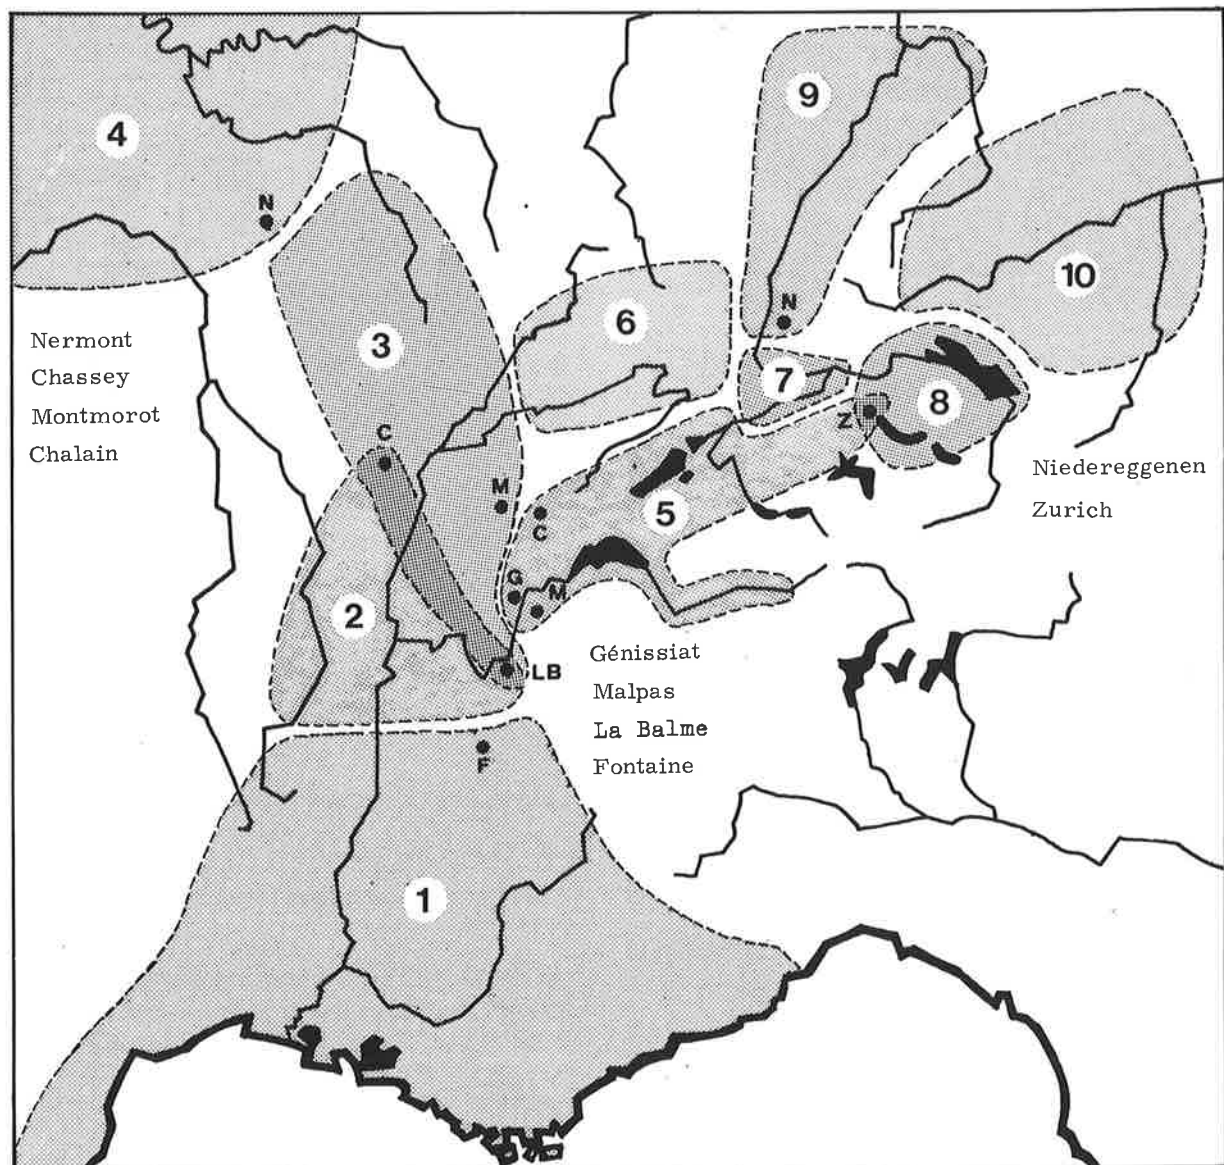 9
4
N
10
3
6
N
7
8
Z
Nermont
Chassey
Montmorot
Chalain
C
M
C
5
Niedereggenen
Zurich
G
M
2
LB
Génissiat
Malpas
La Balme
Fontaine
F
1